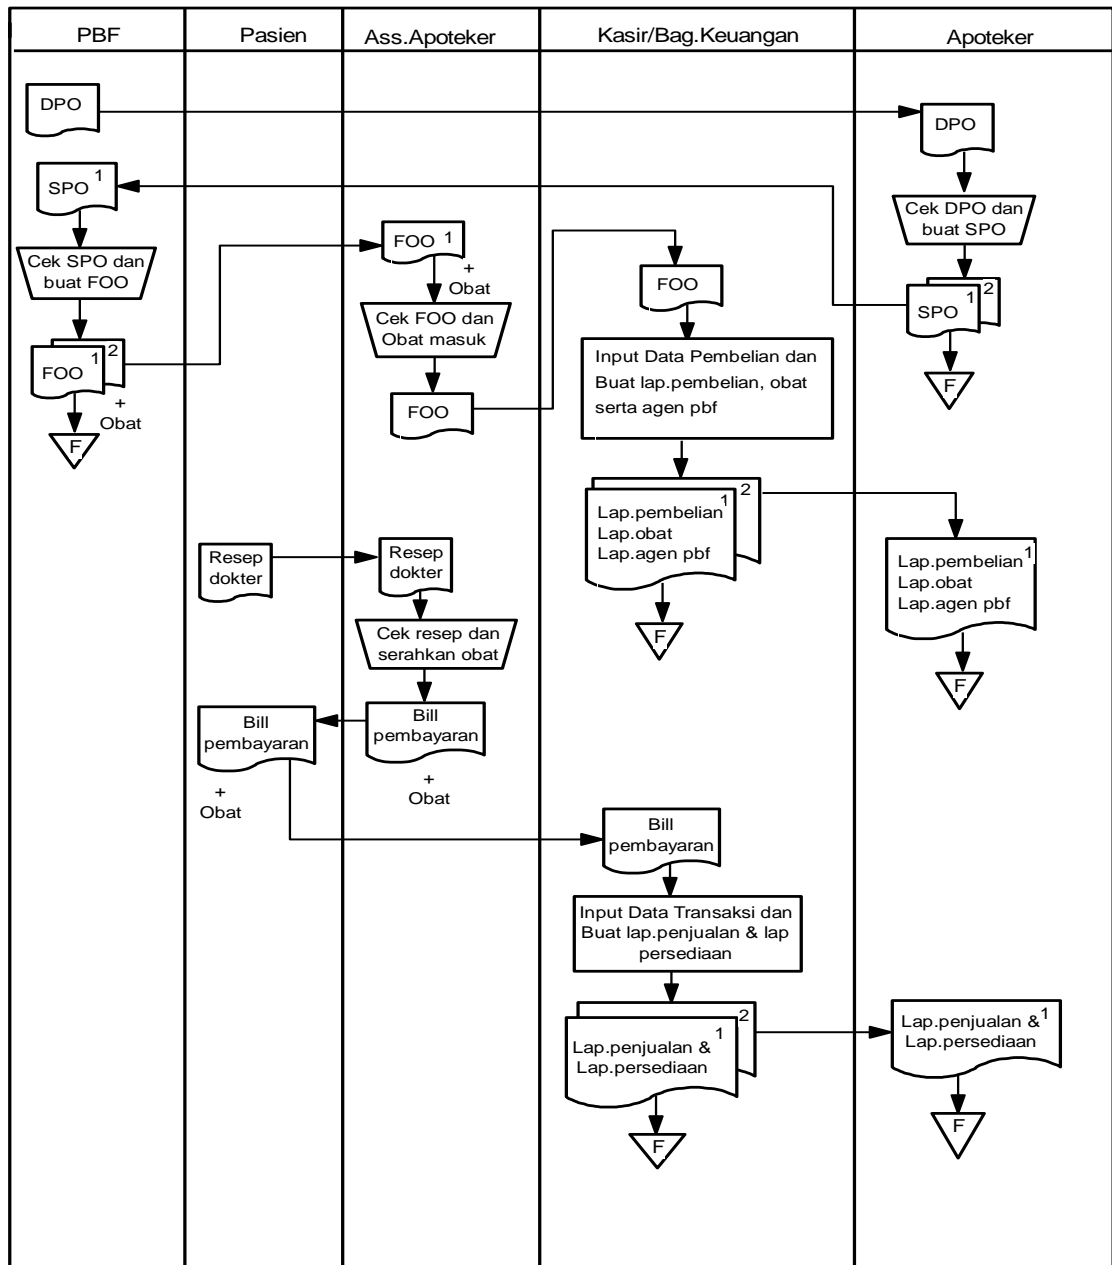 PBF
Pasien
Ass.Apoteker
Kasir/Bag.Keuangan
Apoteker
DPO
DPO
SPO 1
Cek DPO dan
buat SPO
Cek SPO dan
buat FOO
FOO 1
+
Obat
FOO
SPO 1
2
Cek FOO dan
Obat masuk
Input Data Pembelian dan
Buat lap.pembelian, obat
serta agen pbf
FOO 1
2
+
Obat
F
FOO
F
Lap.pembelian 1
Lap.obat
Lap.agen pbf
2
Lap.pembelian 1
Lap.obat
Lap.agen pbf
F
F
Resep
dokter
Resep
dokter
Cek resep dan
serahkan obat
Bill
pembayaran
+
Obat
Bill
pembayaran
+
Obat
Bill
pembayaran
Input Data Transaksi dan
Buat lap.penjualan & lap
persediaan
2
1
Lap.penjualan &
Lap.persediaan
Lap.penjualan & 1
Lap.persediaan
F
F